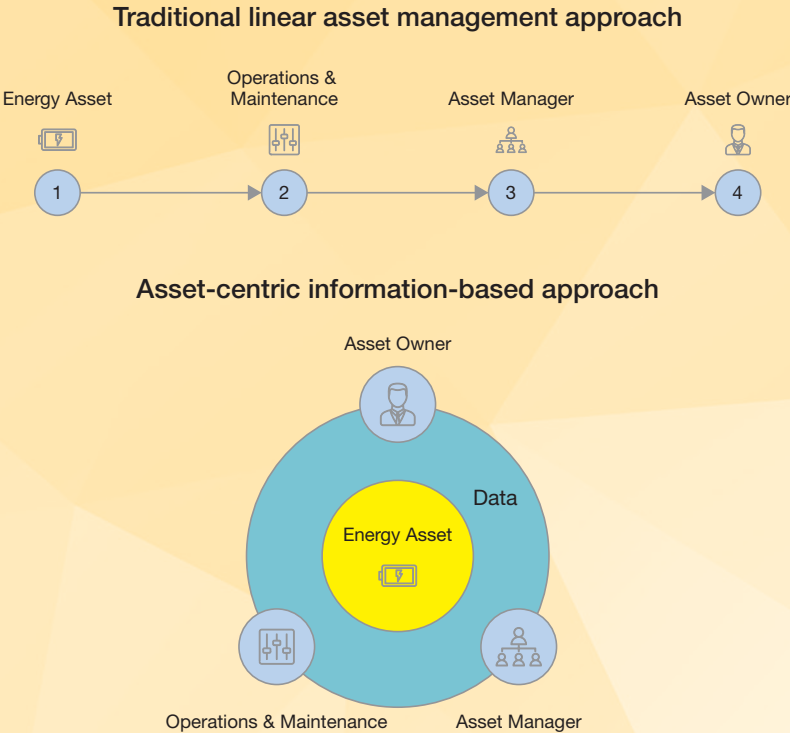 Traditional linear asset management approach
Energy Asset
Operations &
Maintenance
Asset Manager
Asset Owner
1
2
3
4
Asset-centric information-based approach
Asset Owner
Data
Energy Asset
Operations & Maintenance
Asset Manager